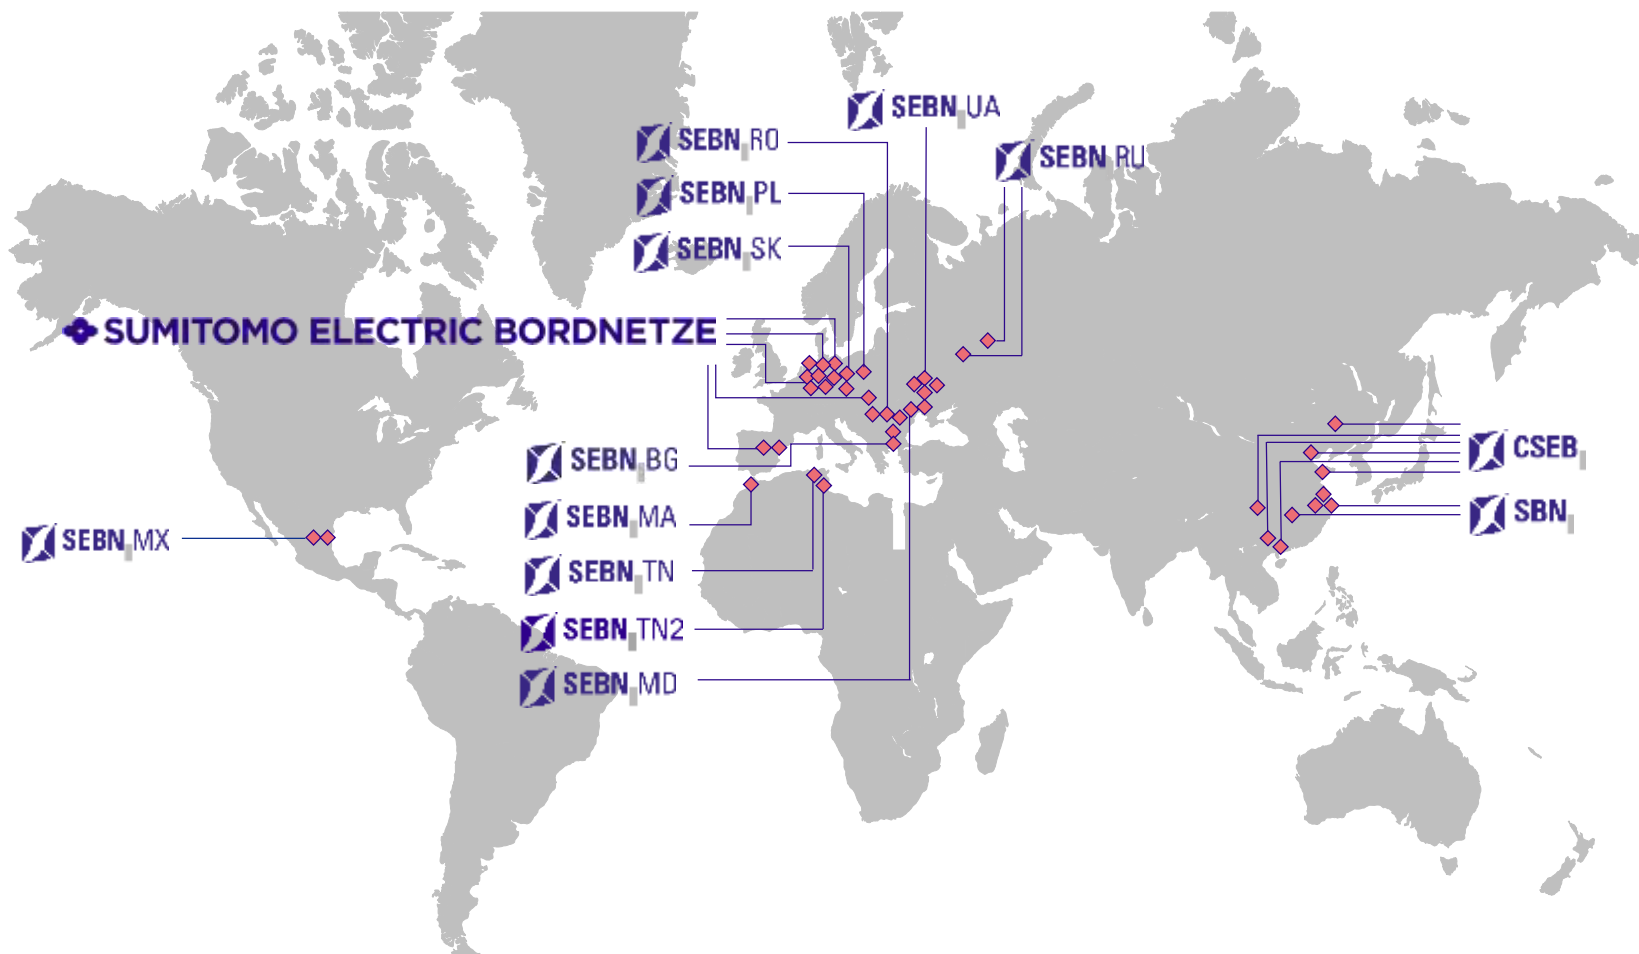 SEBN UA
SEBN RO
SEBN RU
SEBN PL
SEBN SK
SUMITOMO ELECTRIC BORDNETZE
SEBN BG
CSEB
SEBN MA
SBN
SEBN MX
SEBN TN
SEBN TN2
SEBN MD